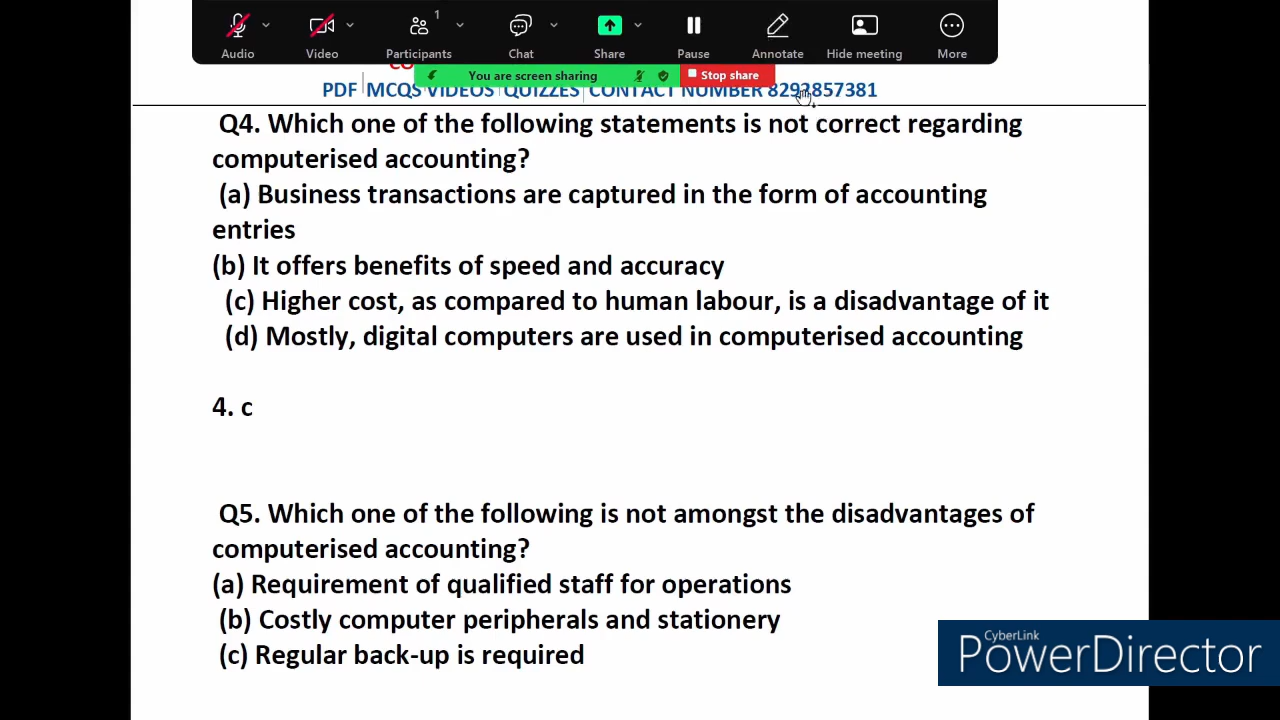 Audio
Video
Participants
1
Chat
Share
Pause
Annotate
Hide meeting
More
You are screen sharing
Stop share
PDF MCQS VIDEOS QUIZZES CONTACT NUMBER 8292857381
Q4. Which one of the following statements is not correct regarding
computerised accounting?
(a) Business transactions are captured in the form of accounting
entries
(b) It offers benefits of speed and accuracy
(c) Higher cost, as compared to human labour, is a disadvantage of it
(d) Mostly, digital computers are used in computerised accounting
4. c
Q5. Which one of the following is not amongst the disadvantages of
computerised accounting?
(a) Requirement of qualified staff for operations
(b) Costly computer peripherals and stationery
(c) Regular back-up is required
CyberLink
PowerDirector